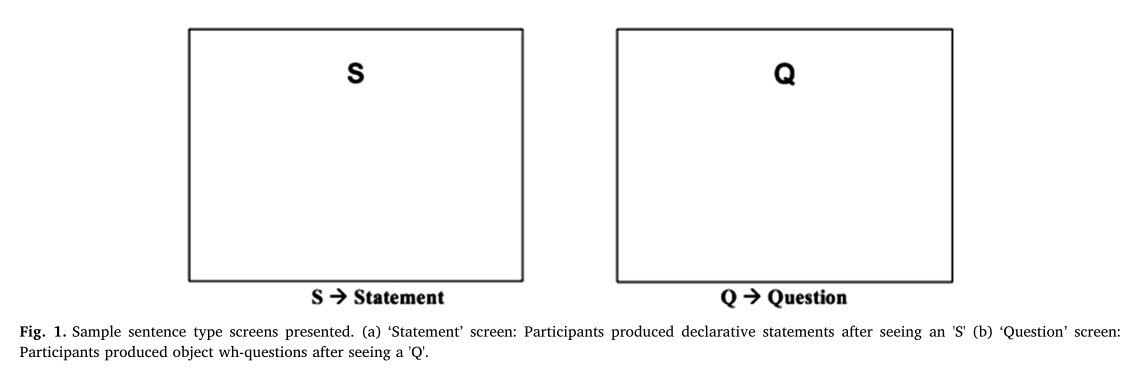 S
Q
S → Statement
Q → Question
Fig. 1. Sample sentence type screens presented. (a) ‘Statement’ screen: Participants produced declarative statements after seeing an 'S' (b) ‘Question’ screen:
Participants produced object wh-questions after seeing a 'Q'.